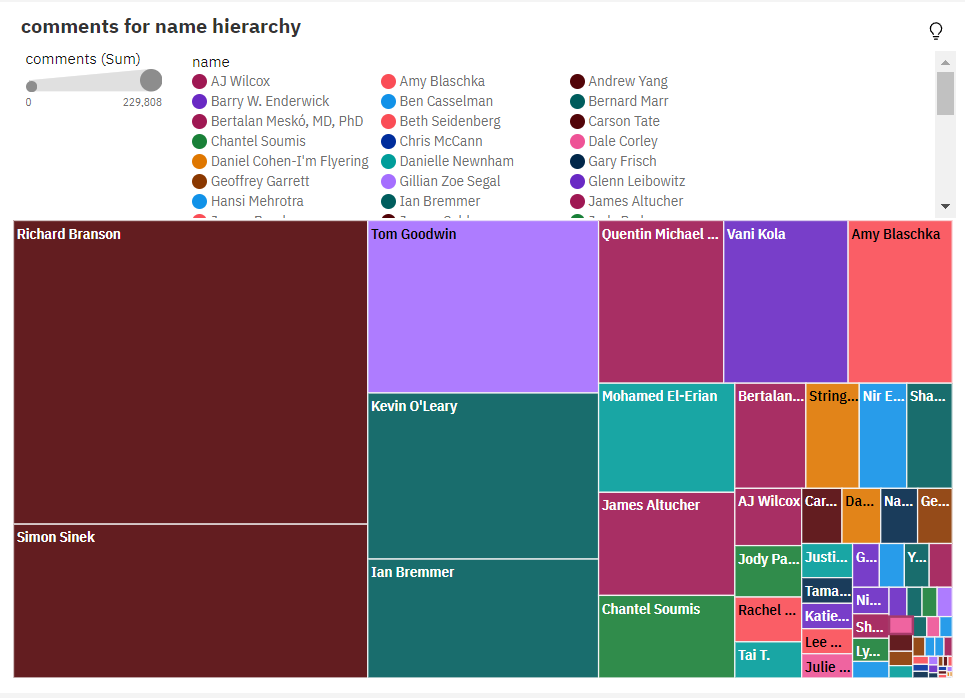 comments for name hierarchy
comments (Sum)
0
229,808
name
AJ Wilcox
Amy Blaschka
Andrew Yang
Barry W. Enderwick
Ben Casselman
Bernard Marr
Bertalan Meskó, MD, PhD
Beth Seidenberg
Carson Tate
Chantel Soumis
Chris McCann
Dale Corley
Daniel Cohen-I'm Flyering
Danielle Newnham
Gary Frisch
Geoffrey Garrett
Gillian Zoe Segal
Glenn Leibowitz
Hansi Mehrotra
Ian Bremmer
James Altucher
Richard Branson
Tom Goodwin
Quentin Michael ...
Vani Kola
Amy Blaschka
Kevin O'Leary
Mohamed El-Erian
Bertalan...
String...
Nir E...
Sha...
James Altucher
AJ Wilcox
Car...
Da...
Na...
Ge...
Simon Sinek
Jody Pa...
Justi...
G...
Y...
Ian Bremmer
Tama...
Ni...
Chantel Soumis
Rachel ...
Katie...
Sh...
Lee ...
Ly...
Tai T.
Julie ...